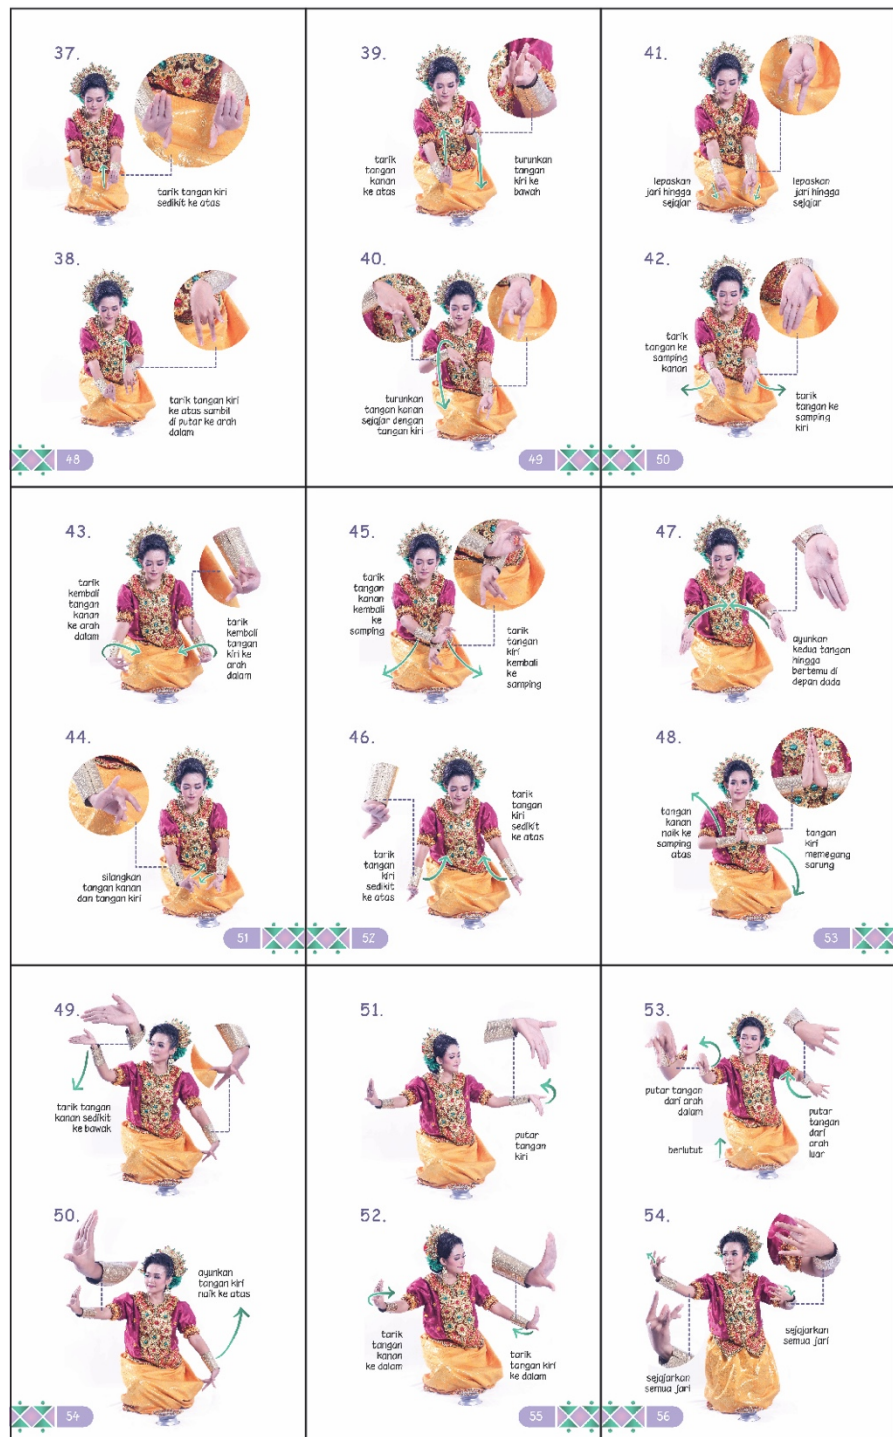 37.
tarik tangan kiri
sedikit ke atas
38.
tarik tangan kiri
ke atas sambil
di putar ke arah
dalam
48
39.
tarik
tangan
kanan
ke atas
turunkan
tangan
kiri ke
bawah
40.
turunkan
tangan kanan
sejajar dengan
tangan kiri
49
41.
lepaskan
jari hingga
sejajar
lepaskan
jari hingga
sejajar
42.
tarik
tangan ke
samping
kanan
tarik
tangan ke
samping
kiri
50
43.
tarik
kembali
tangan
kanan
ke arah
dalam
tarik
kembali
tangan
kiri ke
arah
dalam
44.
silangkan
tangan kanan
dan tangan kiri
51
45.
tarik
tangan
kanan
kembali
ke
samping
tarik
tangan
kiri
kembali
ke
samping
46.
tarik
tangan
kiri
sedikit
ke atas
tarik
tangan
kiri
sedikit
ke atas
52
47.
ayunkan
kedua tangan
hingga
bertemu di
depan dada
48.
tangan
kanan
naik ke
samping
atas
tangan
kiri
memegang
sarung
53
49.
tarik tangan
kanan sedikit
ke bawak
50.
ayunkan
tangan kiri
naik ke atas
54
51.
putar
tangan
kiri
52.
tarik
tangan
kanan
ke dalam
tarik
tangan kiri
ke dalam
55
53.
putar tangan
dari arah
dalam
berlutut
putar
tangan
dari
arah
luar
54.
sejajarkan
semua jari
sejajarkan
semua jari
56